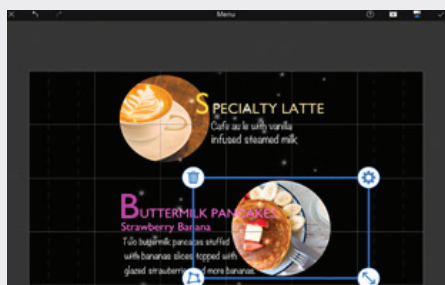 Menu
SPECIALTY LATTE
Cafe au le with vanilla
infused steamed milk
BUTTERMILK PANCAKES
Strawberry Banana
Two buttermilk pancakes stuffed
with bananas slices topped with
glazed strawberries and more bananas.